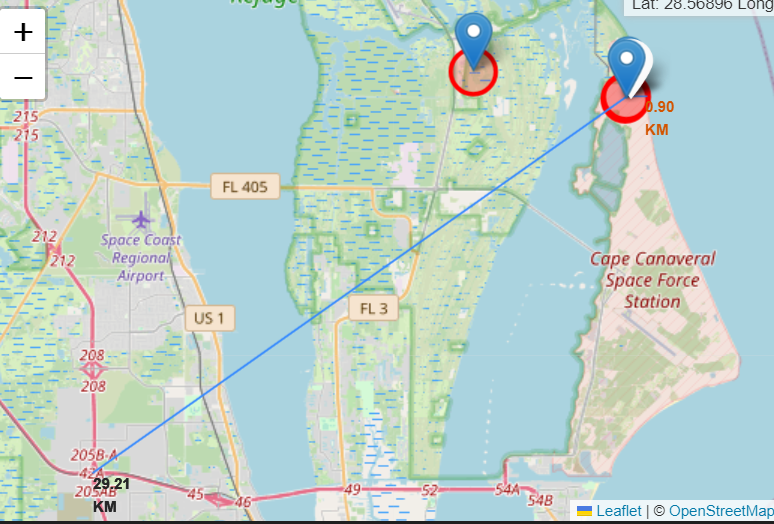 Refuge
Lat: 28.56896 Long
+
−
215
215
0.90
KM
FL 405
212
212
Space Coast
Regional
Airport
Cape Canaveral
Space Force
Station
FL 3
US 1
208
208
205B-A
42A
205AB
29.21
KM
45
46
49
52
54A
54B
Leaflet | © OpenStreetMap